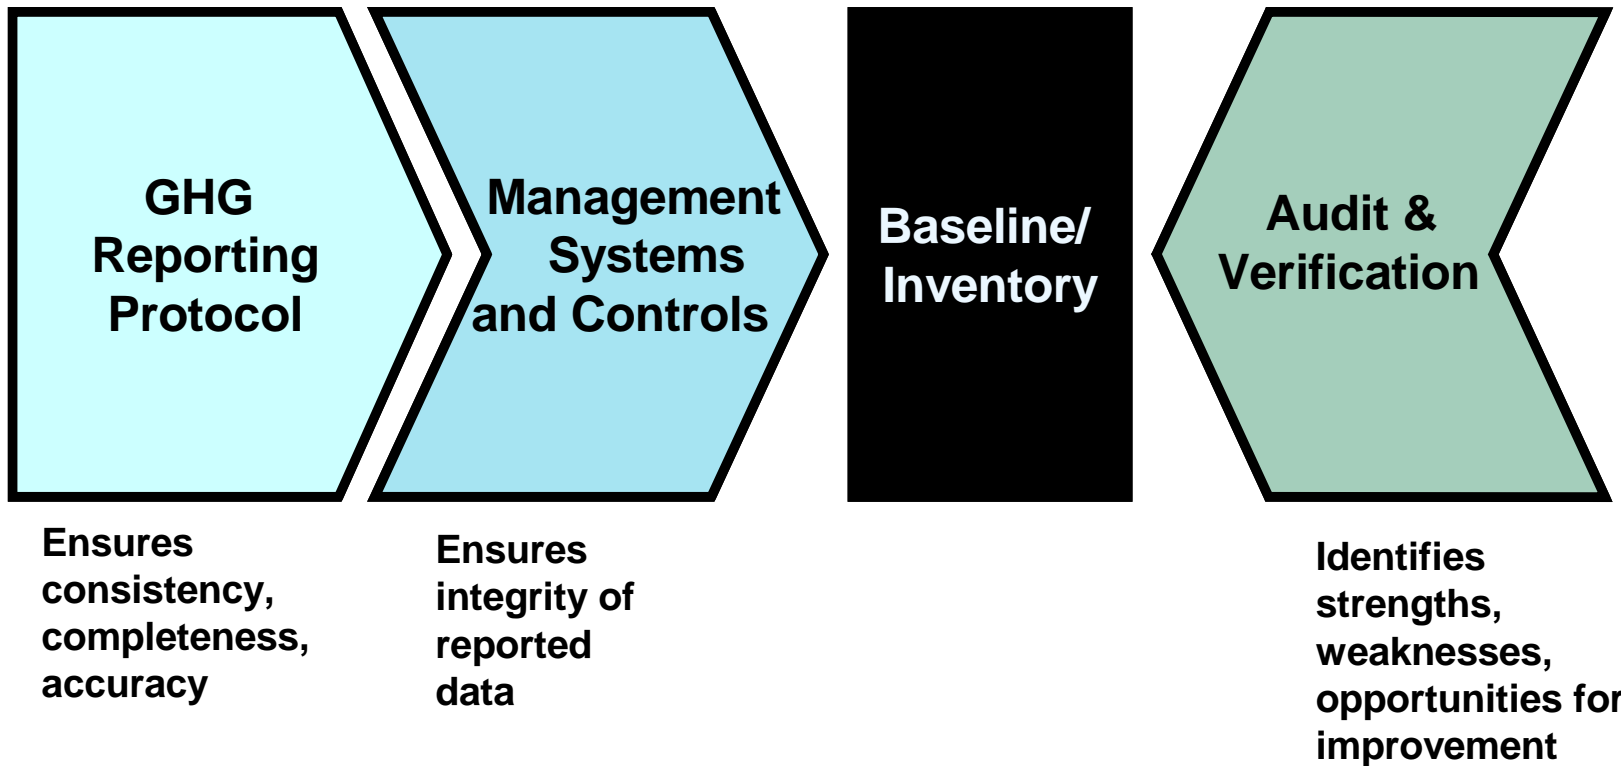 GHG
Reporting
Protocol
Management
Systems
and Controls
Baseline/
Inventory
Audit &
Verification
Ensures
consistency,
completeness,
accuracy
Ensures
integrity of
reported
data
Identifies
strengths,
weaknesses,
opportunities for
improvement